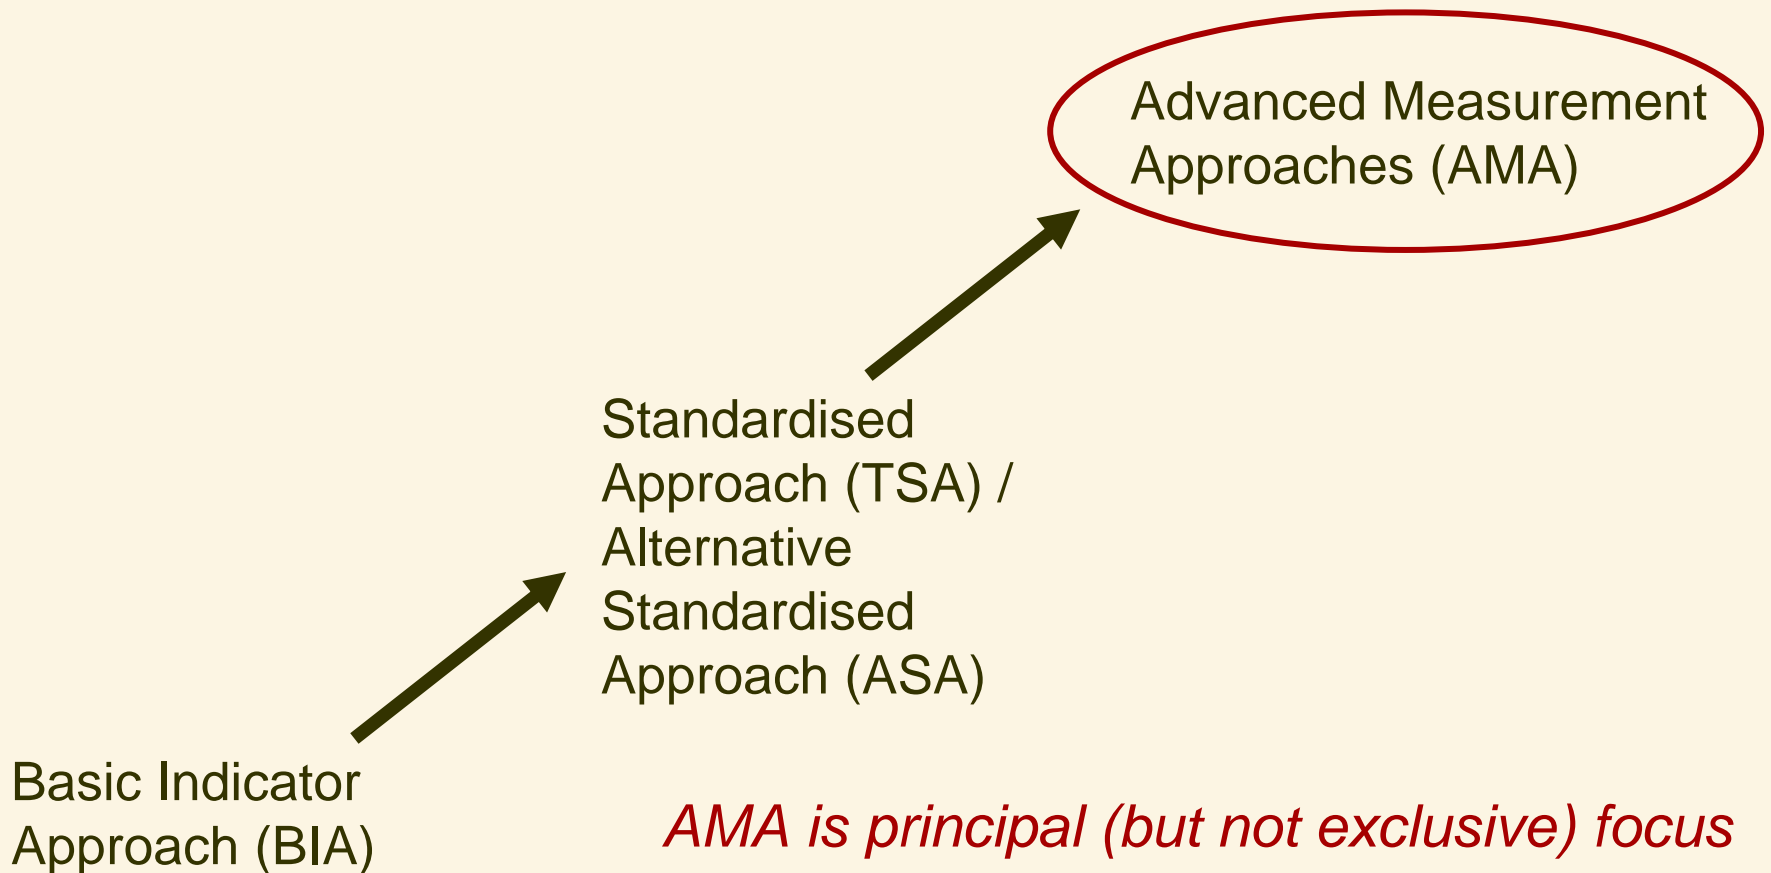 Advanced Measurement
Approaches (AMA)
Standardised
Approach (TSA) /
Alternative
Standardised
Approach (ASA)
Basic Indicator
Approach (BIA)
AMA is principal (but not exclusive) focus